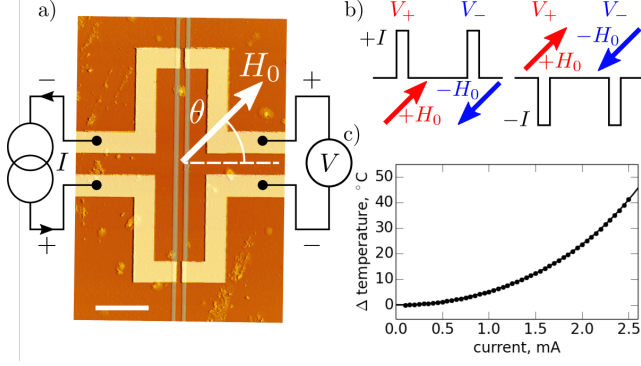 a)
−
I
+
H₀
θ
+
V
−
b)
V₊ V₋ V₊ V₋
+I
+H₀
−H₀
+H₀
−H₀
−I
c)
Δ temperature, °C
50
40
30
20
10
0
0.0 0.5 1.0 1.5 2.0 2.5
current, mA